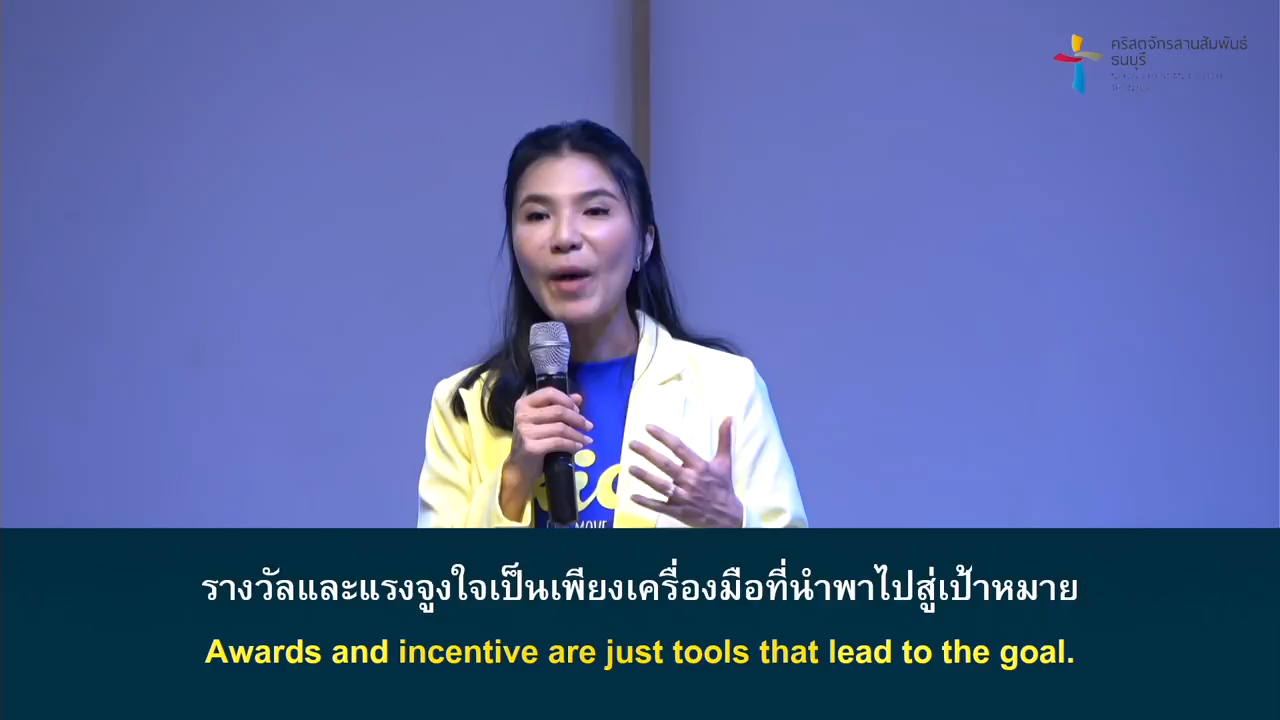 คริสตจักรสานสัมพันธ์
ธนบุรี
MOVE
รางวัลและแรงจูงใจเป็นเพียงเครื่องมือที่นำพาไปสู่เป้าหมาย
Awards and incentive are just tools that lead to the goal.